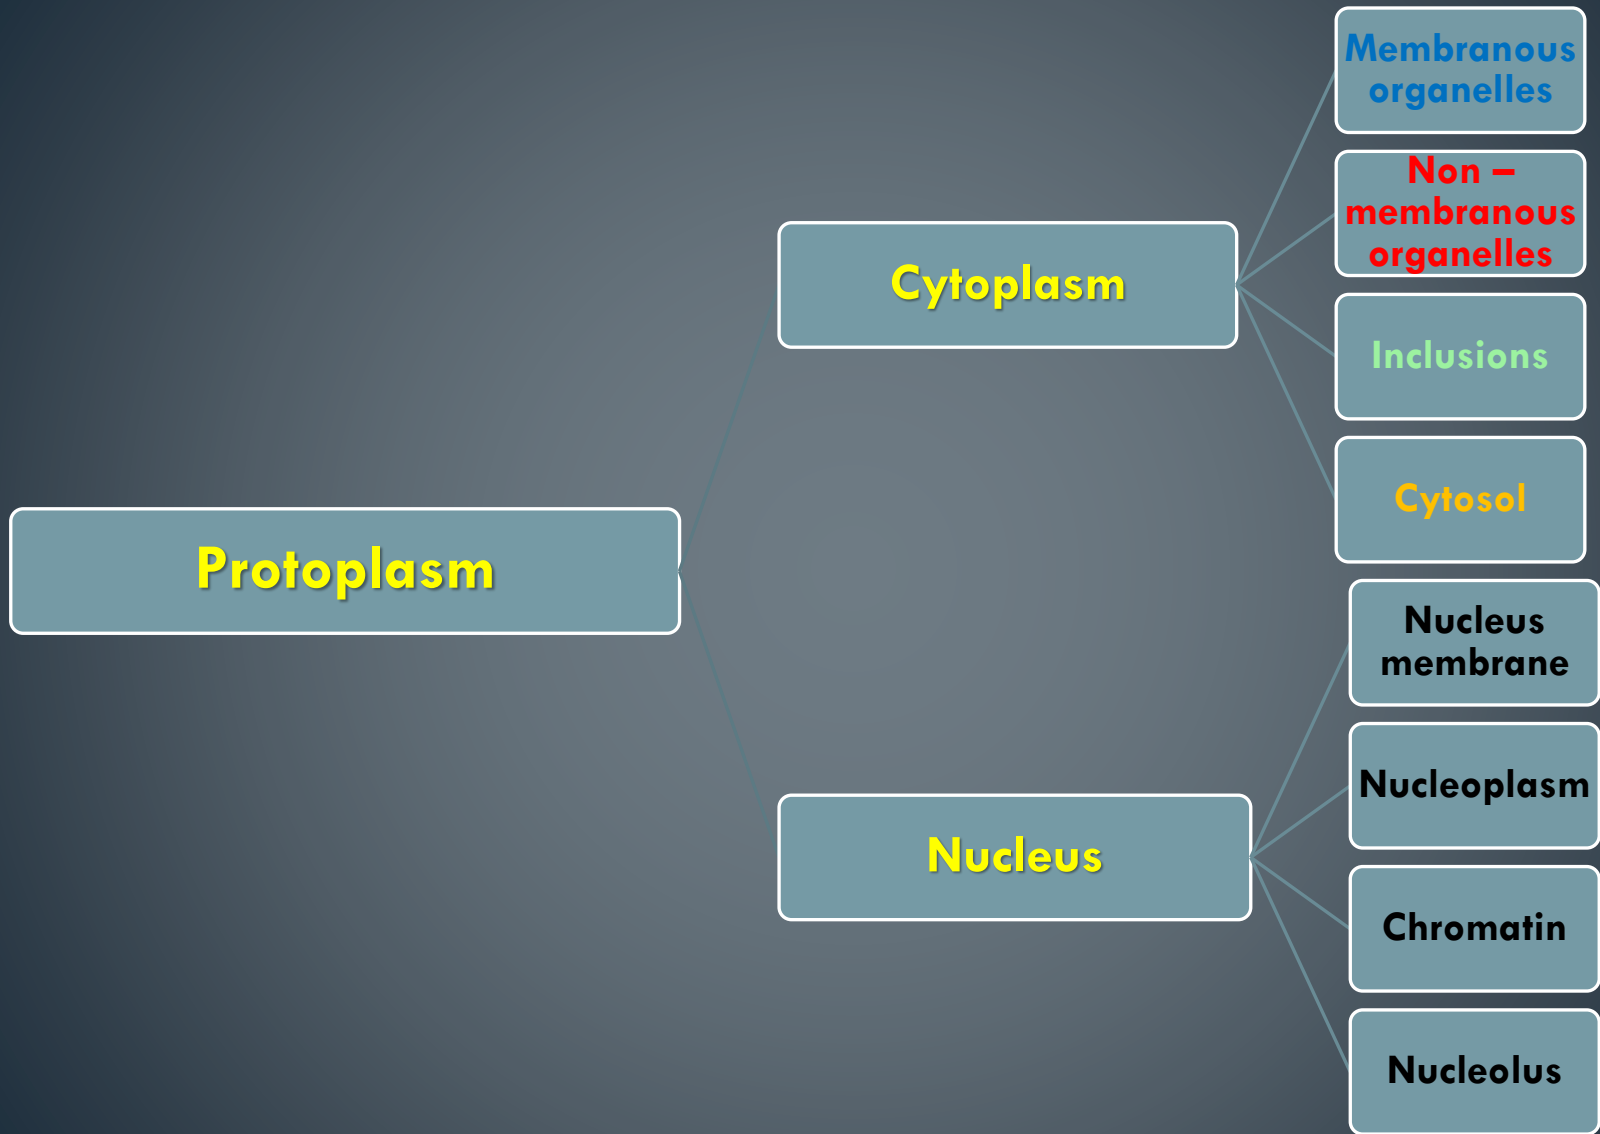 Membranous
organelles
Non –
membranous
organelles
Cytoplasm
Inclusions
Cytosol
Protoplasm
Nucleus
membrane
Nucleoplasm
Nucleus
Chromatin
Nucleolus